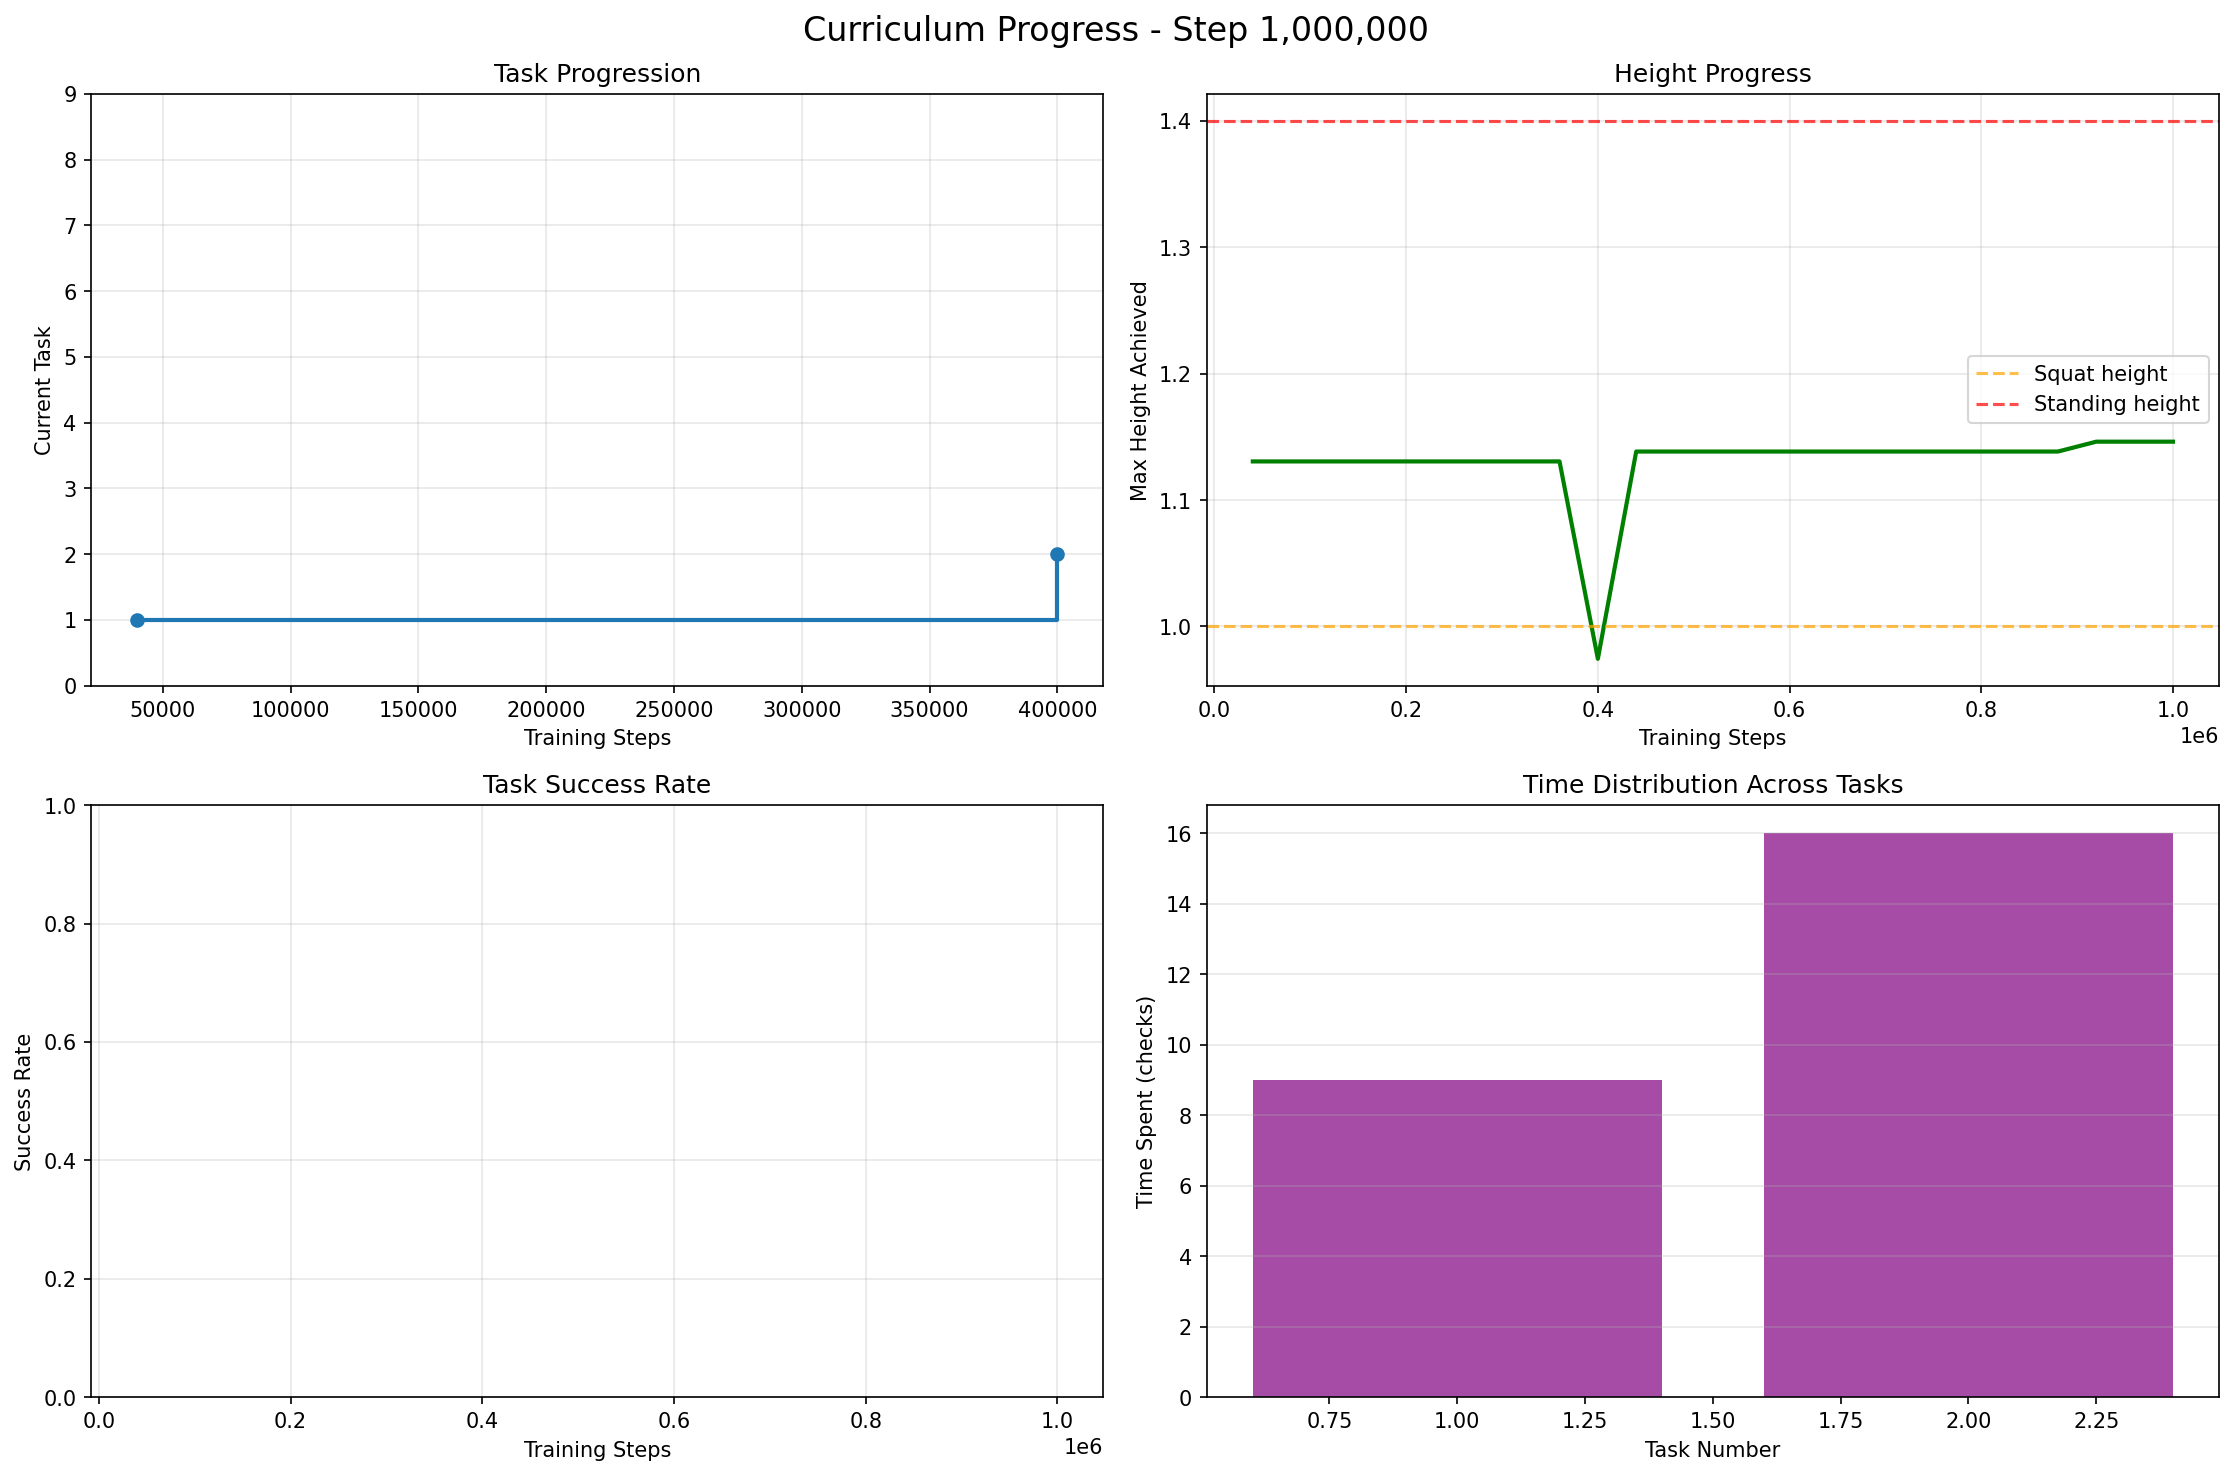 Curriculum Progress - Step 1,000,000
Task Progression
9
8
7
6
5
4
3
2
1
0
Current Task
50000 100000 150000 200000 250000 300000 350000 400000
Training Steps
Height Progress
1.4
1.3
1.2
1.1
1.0
Max Height Achieved
Squat height
Standing height
0.0 0.2 0.4 0.6 0.8 1.0
1e6
Training Steps
Task Success Rate
1.0
0.8
0.6
0.4
0.2
0.0
Success Rate
0.0 0.2 0.4 0.6 0.8 1.0
1e6
Training Steps
Time Distribution Across Tasks
16
14
12
10
8
6
4
2
0
Time Spent (checks)
0.75 1.00 1.25 1.50 1.75 2.00 2.25
Task Number